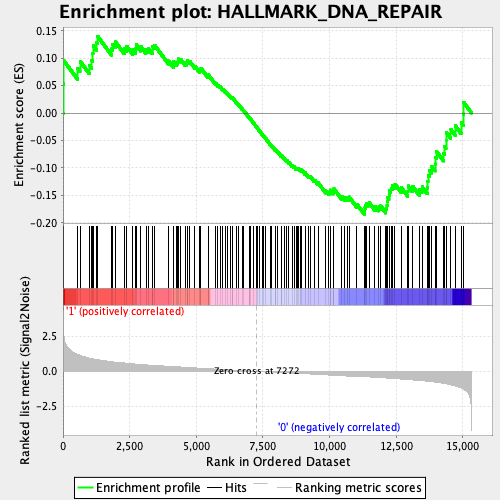 Enrichment plot: HALLMARK_DNA_REPAIR
Enrichment score (ES)
0.15
0.10
0.05
0.00
-0.05
-0.10
-0.15
-0.20
'1' (positively correlated)
Ranked list metric (Signal2Noise)
2.5
0.0
-2.5
Zero cross at 7272
'0' (negatively correlated)
0
2,500
5,000
7,500
10,000
12,500
15,000
Rank in Ordered Dataset
Enrichment profile
Hits
Ranking metric scores